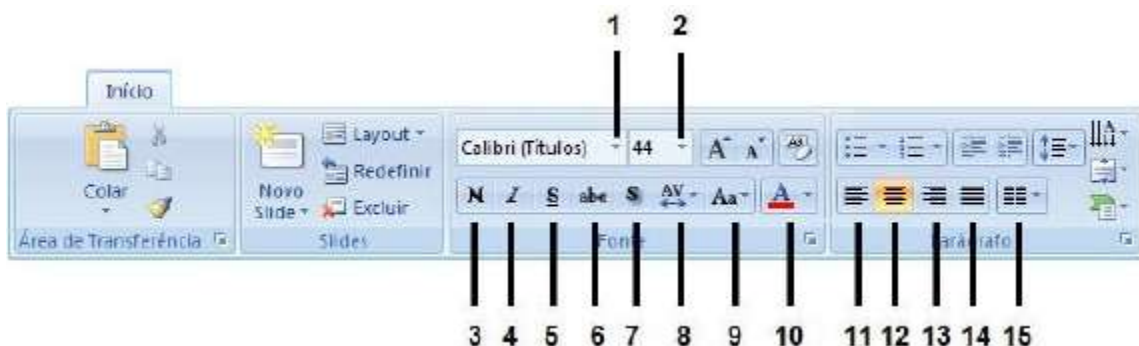 1 2
Início
Layout
Calibri (Títulos) 44 A A
Redefinir
Colar Novo Slide Excluir
N I S abc S AV Aa A
Área de Transferência Slides Fonte Parágrafo
3 4 5 6 7 8 9 10 11 12 13 14 15